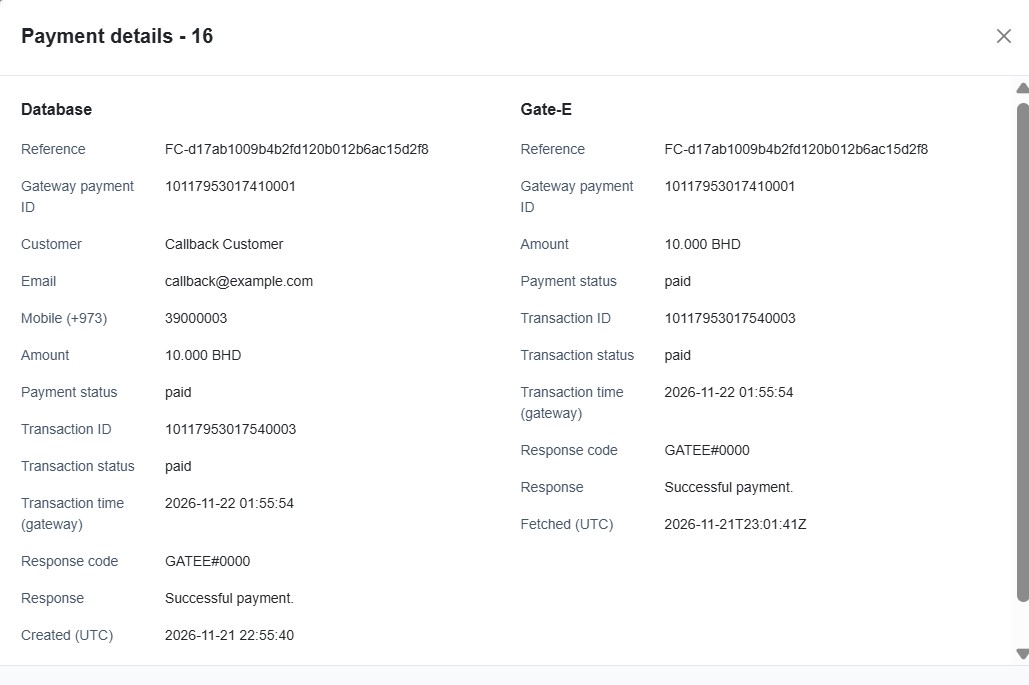 Payment details - 16
Database
Reference FC-d17ab1009b4b2fd120b012b6ac15d2f8
Gateway payment
ID
10117953017410001
Customer Callback Customer
Email callback@example.com
Mobile (+973) 39000003
Amount 10.000 BHD
Payment status paid
Transaction ID 10117953017540003
Transaction status paid
Transaction time
(gateway)
2026-11-22 01:55:54
Response code GATEE#0000
Response Successful payment.
Created (UTC) 2026-11-21 22:55:40
Gate-E
Reference FC-d17ab1009b4b2fd120b012b6ac15d2f8
Gateway payment
ID
10117953017410001
Amount 10.000 BHD
Payment status paid
Transaction ID 10117953017540003
Transaction status paid
Transaction time
(gateway)
2026-11-22 01:55:54
Response code GATEE#0000
Response Successful payment.
Fetched (UTC) 2026-11-21T23:01:41Z